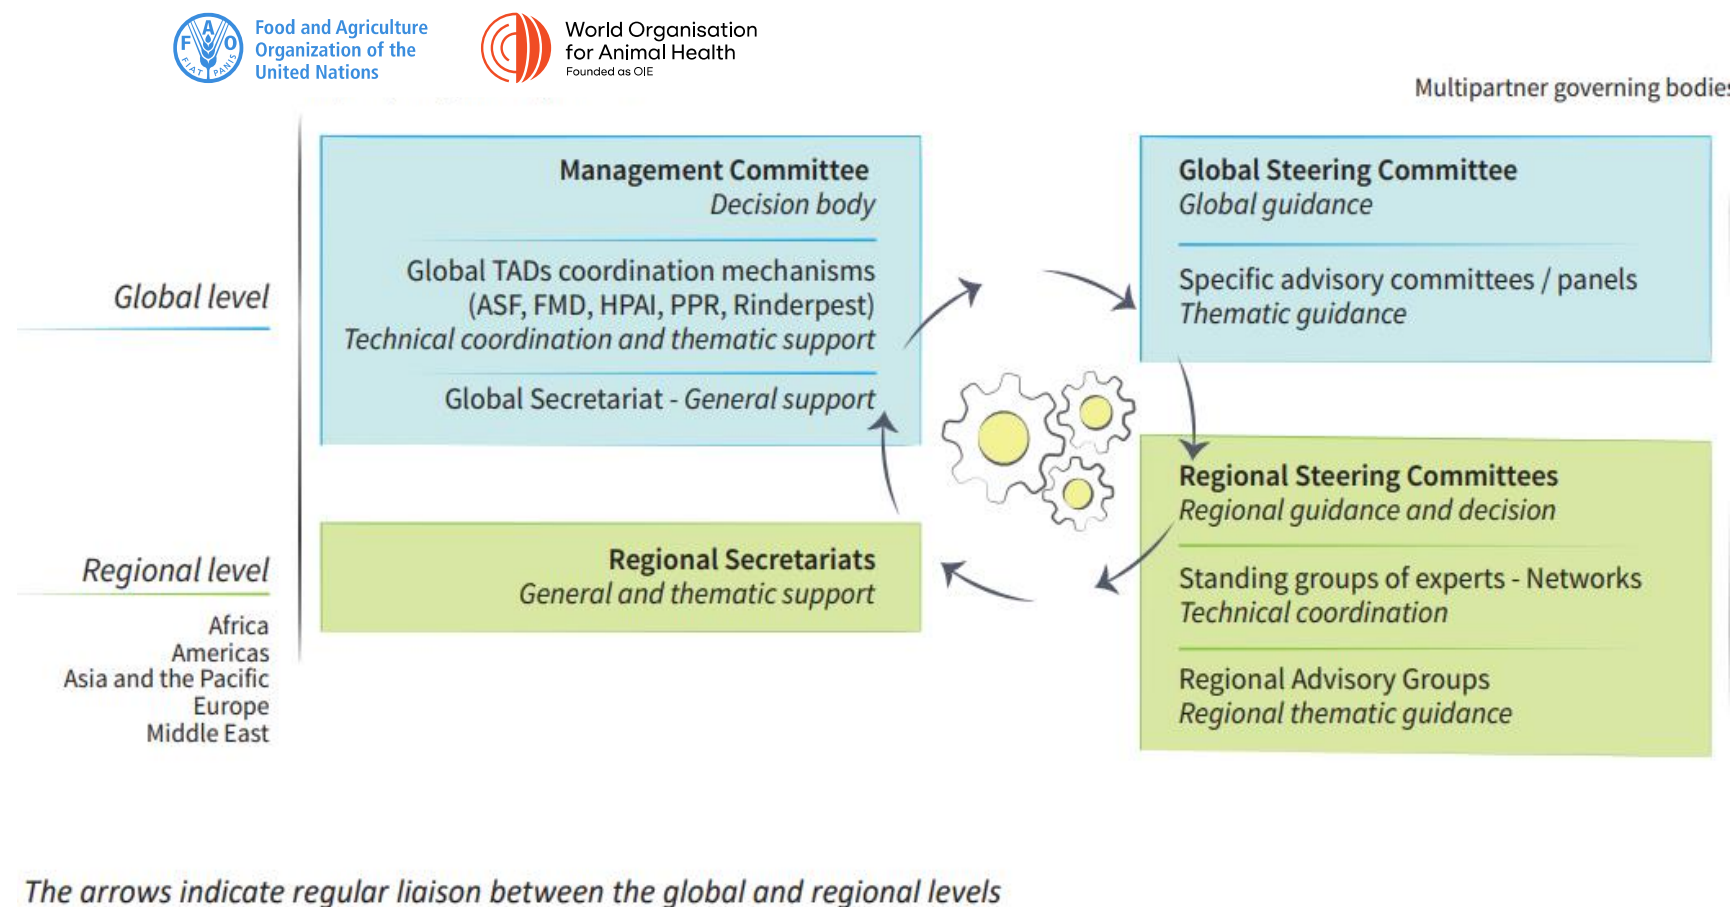 Food and Agriculture
Organization of the
United Nations
F A O
FIAT PANIS
World Organisation
for Animal Health
Founded as OIE
Multipartner governing bodies
Global level
Management Committee
Decision body
Global TADs coordination mechanisms
(ASF, FMD, HPAI, PPR, Rinderpest)
Technical coordination and thematic support
Global Secretariat - General support
Global Steering Committee
Global guidance
Specific advisory committees / panels
Thematic guidance
Regional level
Africa
Americas
Asia and the Pacific
Europe
Middle East
Regional Secretariats
General and thematic support
Regional Steering Committees
Regional guidance and decision
Standing groups of experts - Networks
Technical coordination
Regional Advisory Groups
Regional thematic guidance
The arrows indicate regular liaison between the global and regional levels